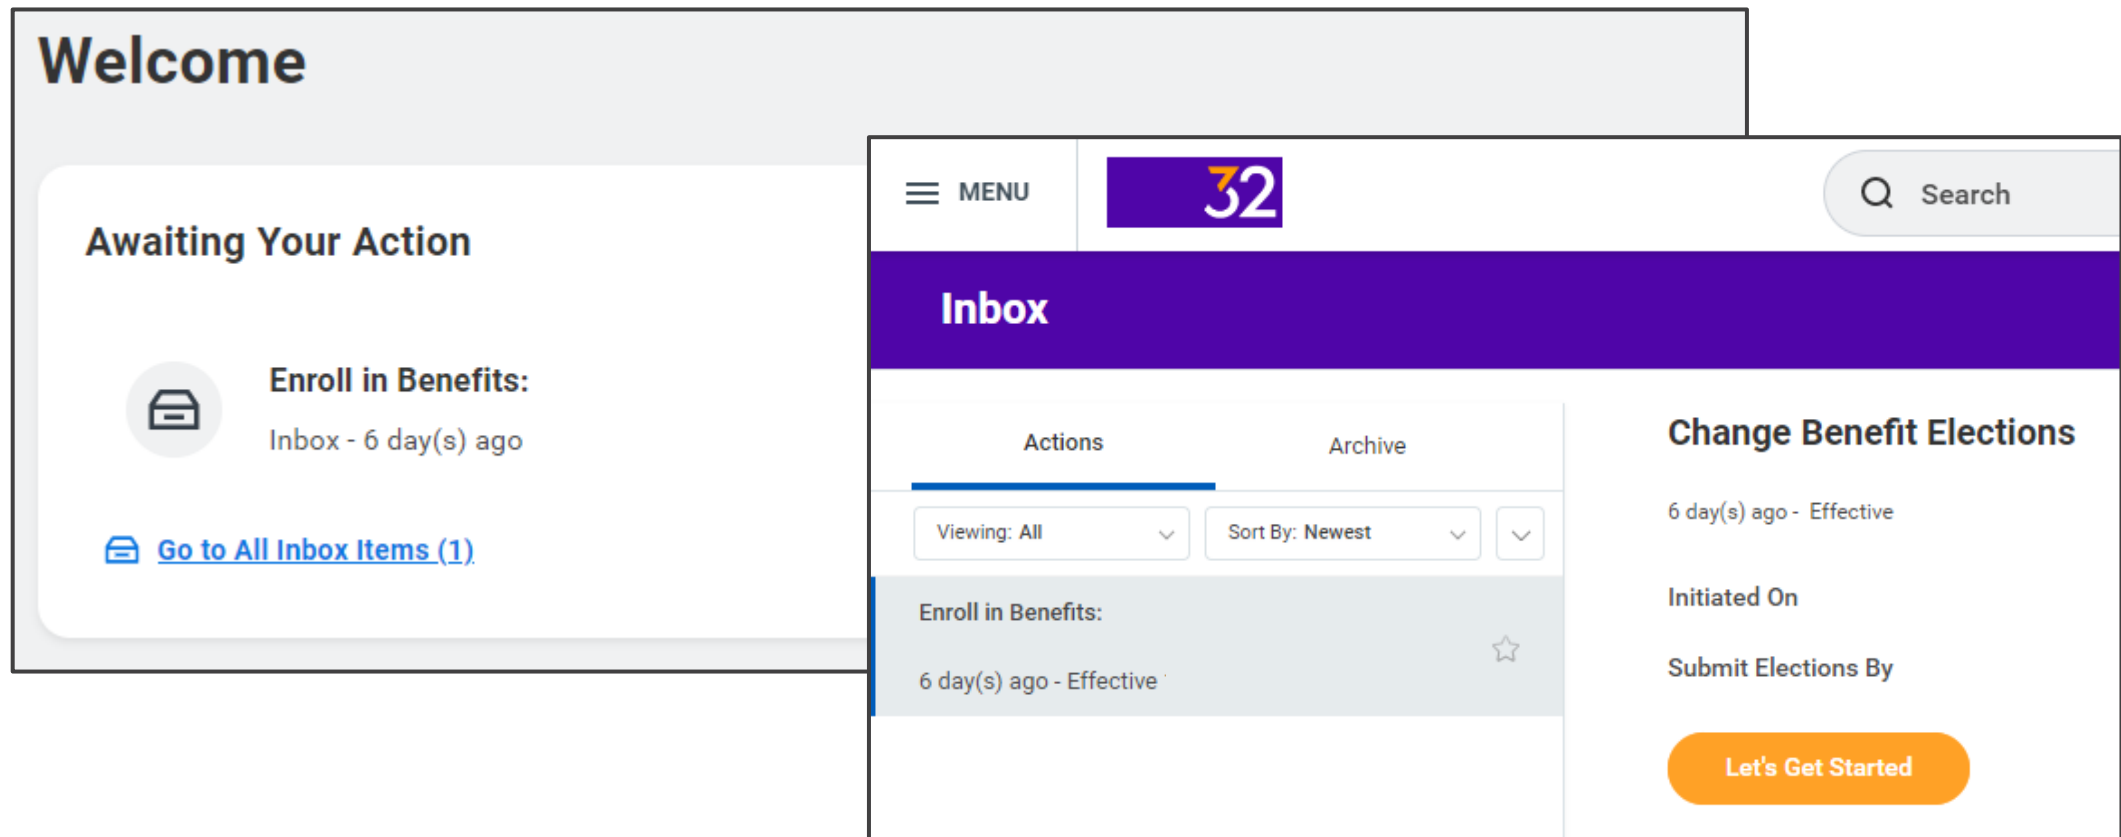 Welcome
Awaiting Your Action
Enroll in Benefits:
Inbox - 6 day(s) ago
Go to All Inbox Items (1)
MENU
32
Search
Inbox
Actions
Archive
Viewing: All
Sort By: Newest
Enroll in Benefits:
6 day(s) ago - Effective
Change Benefit Elections
6 day(s) ago - Effective
Initiated On
Submit Elections By
Let's Get Started